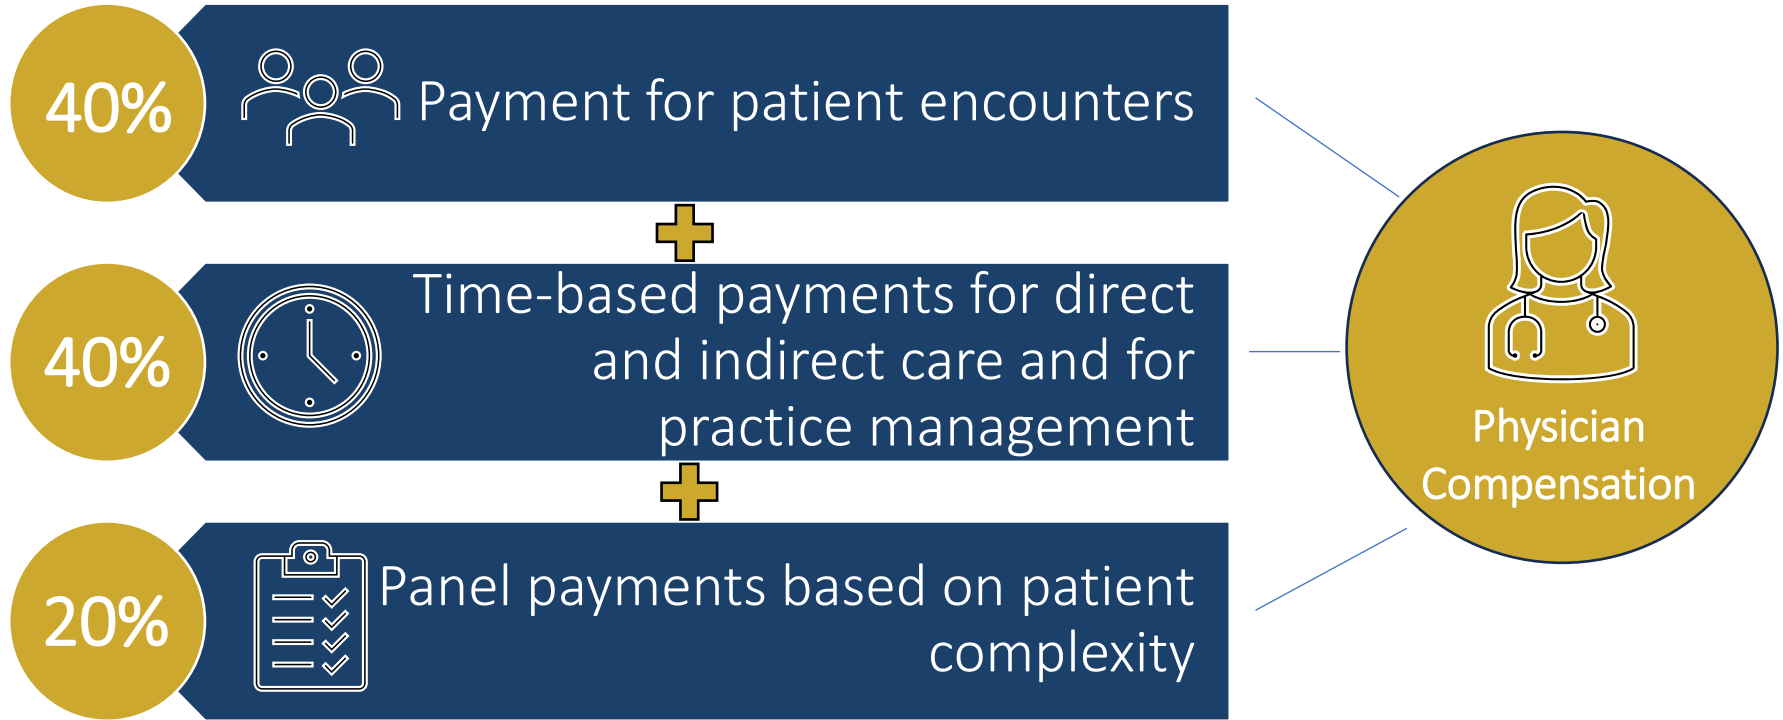 40%
Payment for patient encounters
40%
Time-based payments for direct
and indirect care and for
practice management
20%
Panel payments based on patient
complexity
Physician
Compensation